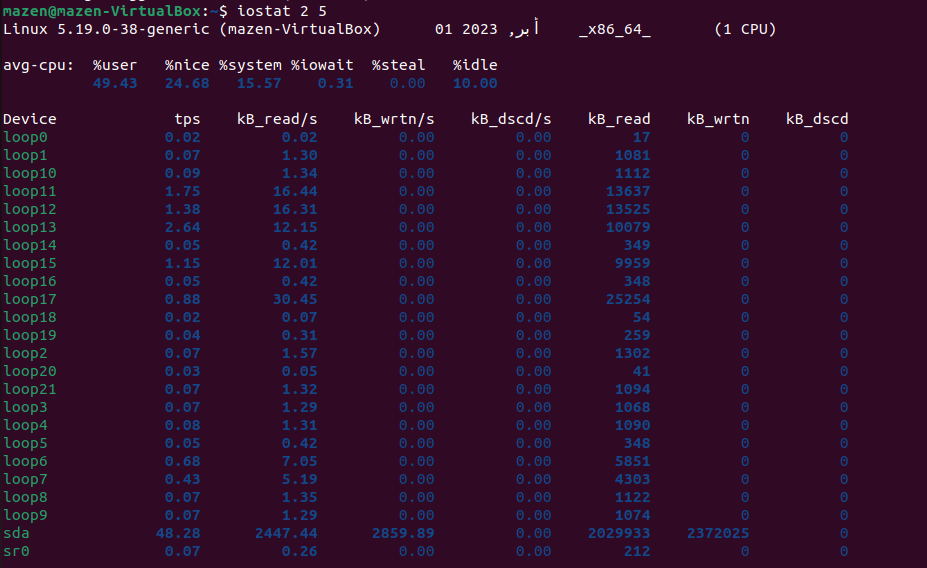 mazen@mazen-VirtualBox:~$ iostat 2 5
Linux 5.19.0-38-generic (mazen-VirtualBox) 	01 2023 ,أبر 	_x86_64_	(1 CPU)
avg-cpu:  %user   %nice %system %iowait  %steal   %idle
          49.43   24.68   15.57    0.31    0.00   10.00
Device             tps    kB_read/s    kB_wrtn/s    kB_dscd/s    kB_read    kB_wrtn    kB_dscd
loop0             0.02         0.02         0.00         0.00         17          0          0
loop1             0.07         1.30         0.00         0.00       1081          0          0
loop10            0.09         1.34         0.00         0.00       1112          0          0
loop11            1.75        16.44         0.00         0.00      13637          0          0
loop12            1.38        16.31         0.00         0.00      13525          0          0
loop13            2.64        12.15         0.00         0.00      10079          0          0
loop14            0.05         0.42         0.00         0.00        349          0          0
loop15            1.15        12.01         0.00         0.00       9959          0          0
loop16            0.05         0.42         0.00         0.00        348          0          0
loop17            0.88        30.45         0.00         0.00      25254          0          0
loop18            0.02         0.07         0.00         0.00         54          0          0
loop19            0.04         0.31         0.00         0.00        259          0          0
loop2             0.07         1.57         0.00         0.00       1302          0          0
loop20            0.03         0.05         0.00         0.00         41          0          0
loop21            0.07         1.32         0.00         0.00       1094          0          0
loop3             0.07         1.29         0.00         0.00       1068          0          0
loop4             0.08         1.31         0.00         0.00       1090          0          0
loop5             0.05         0.42         0.00         0.00        348          0          0
loop6             0.68         7.05         0.00         0.00       5851          0          0
loop7             0.43         5.19         0.00         0.00       4303          0          0
loop8             0.07         1.35         0.00         0.00       1122          0          0
loop9             0.07         1.29         0.00         0.00       1074          0          0
sda              48.28      2447.44      2859.89         0.00    2029933    2372025          0
sr0               0.07         0.26         0.00         0.00        212          0          0